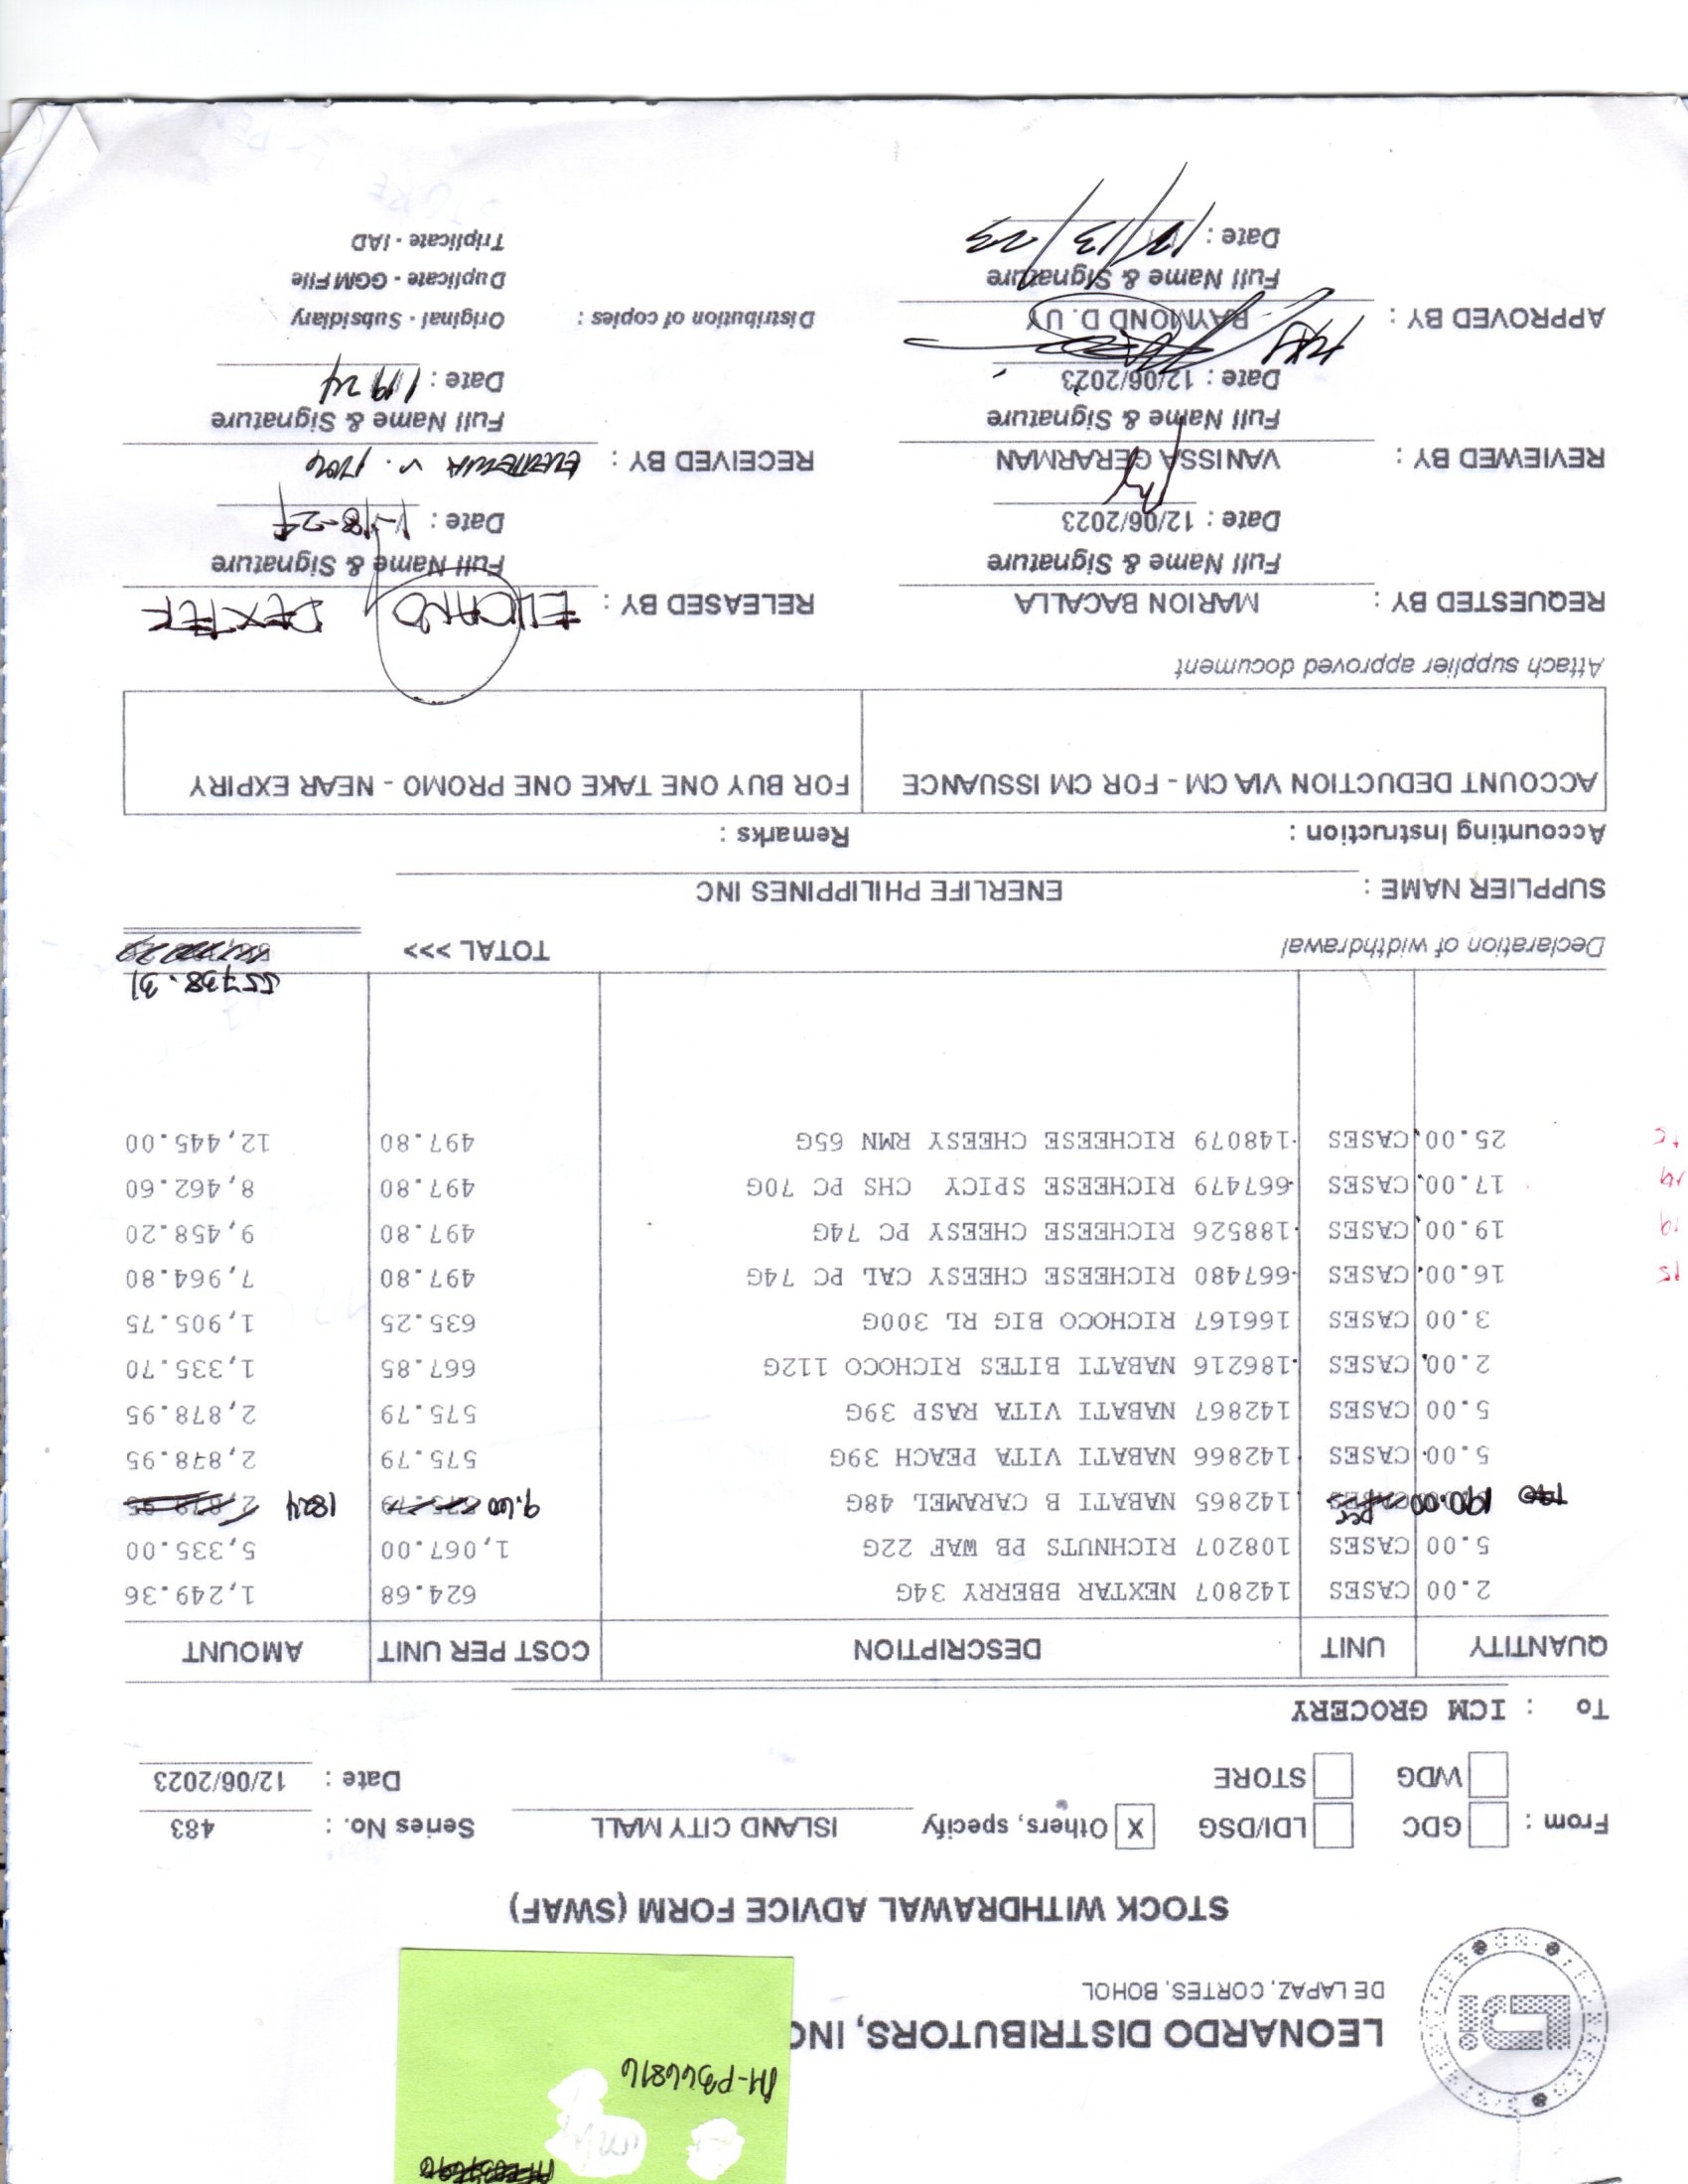 IM-P366816
LDI
LEONARDO DISTRIBUTORS, INC
DE LAPAZ, CORTES, BOHOL
STOCK WITHDRAWAL ADVICE FORM (SWAF)
From : GDC LDI/DSG X Others, specify ISLAND CITY MALL Series No. : 483
WDG STORE Date : 12/06/2023
To : ICM GROCERY
QUANTITY UNIT DESCRIPTION COST PER UNIT AMOUNT
2.00 CASES 142807 NEXTAR BBERRY 34G 624.68 1,249.36
5.00 CASES 108207 RICHNUTS PB WAF 22G 1,067.00 5,335.00
190.00 pcs 142865 NABATI B CARAMEL 48G 9.60 575.79 1824 2,878.95
5.00 CASES 142866 NABATI VITA PEACH 39G 575.79 2,878.95
5.00 CASES 142867 NABATI VITA RASP 39G 575.79 2,878.95
2.00 CASES 186216 NABATI BITES RICHOCO 112G 667.85 1,335.70
3.00 CASES 166167 RICHOCO BIG RL 300G 635.25 1,905.75
15 16.00 CASES 667480 RICHEESE CHEESY CAL PC 74G 497.80 7,964.80
19 19.00 CASES 188526 RICHEESE CHEESY PC 74G 497.80 9,458.20
17.00 CASES 667479 RICHEESE SPICY CHS PC 70G 497.80 8,462.60
25.00 CASES 148079 RICHEESE CHEESY RMN 65G 497.80 12,445.00
55738.31
Declaration of widthdrawal TOTAL >>>
SUPPLIER NAME : ENERLIFE PHILIPPINES INC
Accounting Instruction : Remarks :
ACCOUNT DEDUCTION VIA CM - FOR CM ISSUANCE FOR BUY ONE TAKE ONE PROMO - NEAR EXPIRY
Attach supplier approved document
REQUESTED BY : MARION BACALLA RELEASED BY : ELICANO DEXTER
Full Name & Signature Full Name & Signature
Date : 12/06/2023 Date : 1-18-24
REVIEWED BY : VANISSA GERARMAN RECEIVED BY :
Full Name & Signature Full Name & Signature
Date : 12/06/2023 Date : 1 19 24
APPROVED BY : RAYMOND D. UY Distribution of copies : Original - Subsidiary
Full Name & Signature Duplicate - GGM File
Date : 12/13/23 Triplicate - IAD